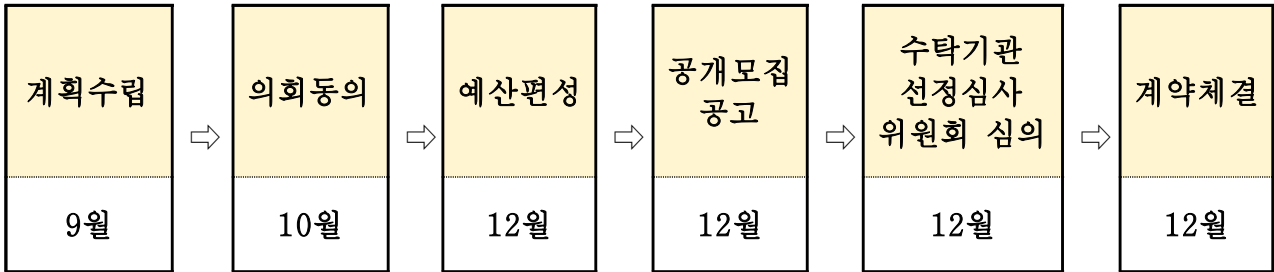 계획수립
9월
⇨
의회동의
10월
⇨
예산편성
12월
⇨
공개모집
공고
12월
⇨
수탁기관
선정심사
위원회 심의
12월
⇨
계약체결
12월